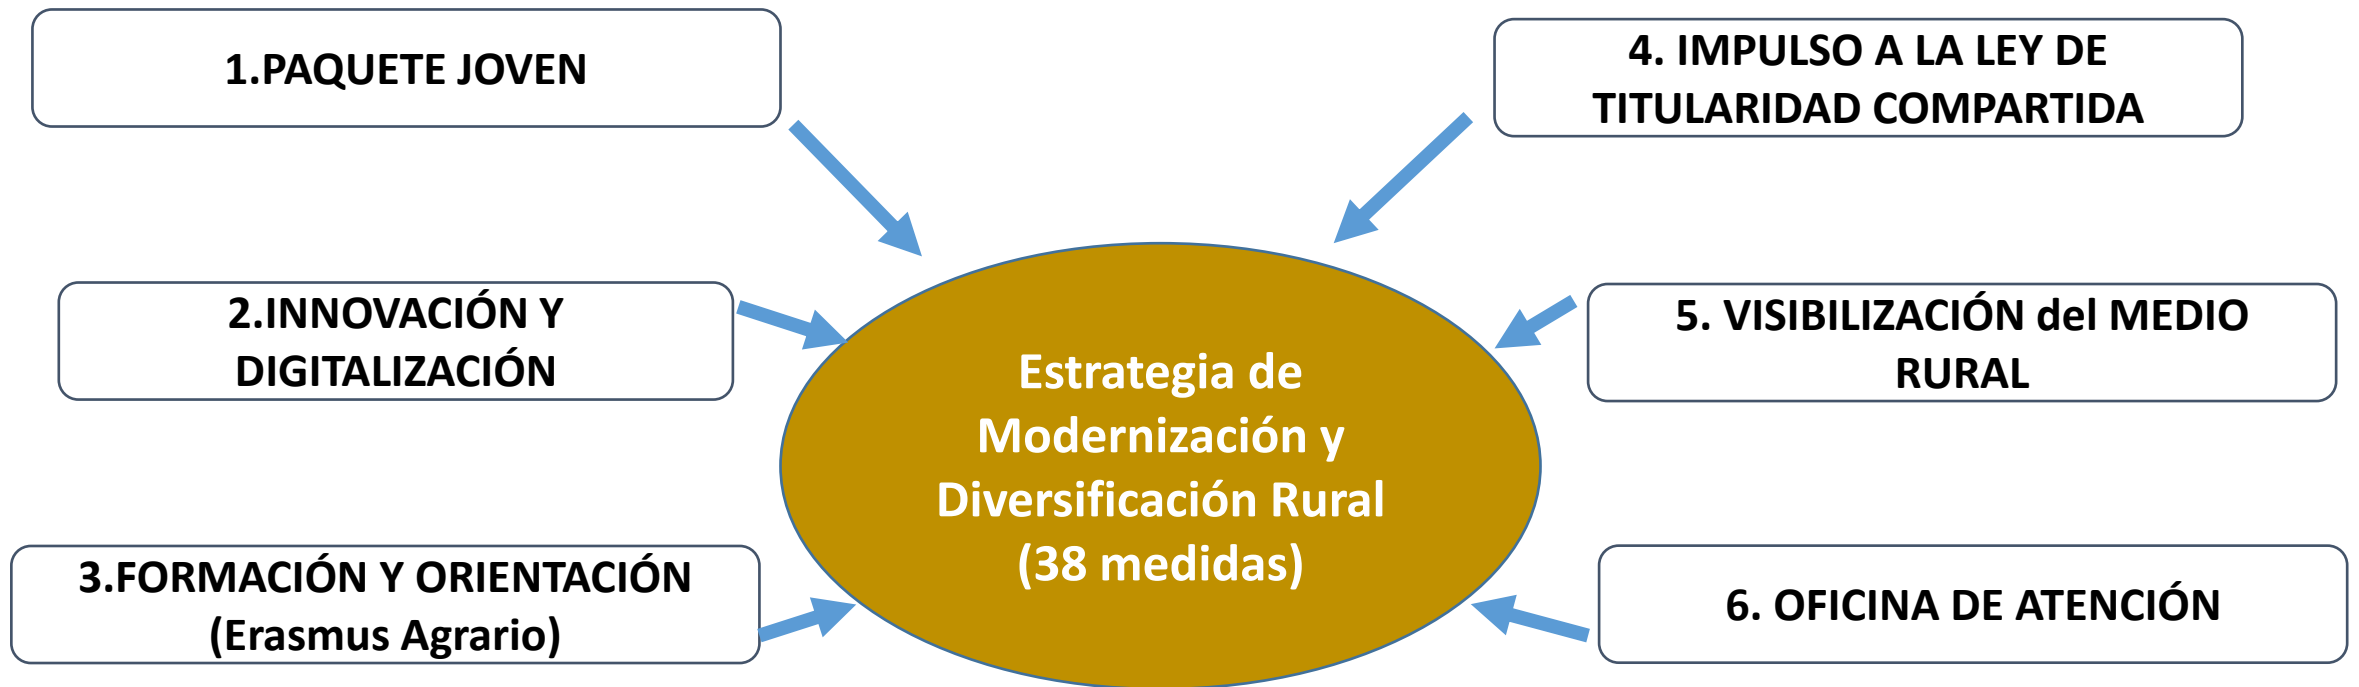 1.PAQUETE JOVEN
2.INNOVACIÓN Y
DIGITALIZACIÓN
3.FORMACIÓN Y ORIENTACIÓN
(Erasmus Agrario)
Estrategia de
Modernización y
Diversificación Rural
(38 medidas)
4. IMPULSO A LA LEY DE
TITULARIDAD COMPARTIDA
5. VISIBILIZACIÓN del MEDIO
RURAL
6. OFICINA DE ATENCIÓN